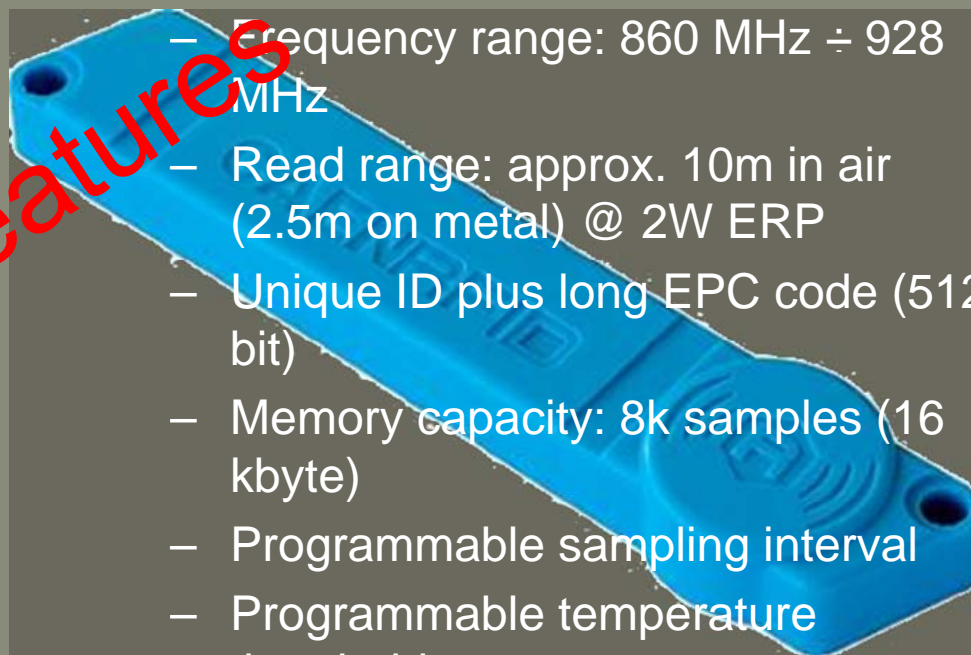 eatures
– Frequency range: 860 MHz ÷ 928
MHz
– Read range: approx. 10m in air
(2.5m on metal) @ 2W ERP
– Unique ID plus long EPC code (512
bit)
– Memory capacity: 8k samples (16
kbyte)
– Programmable sampling interval
– Programmable temperature
CAENRFID